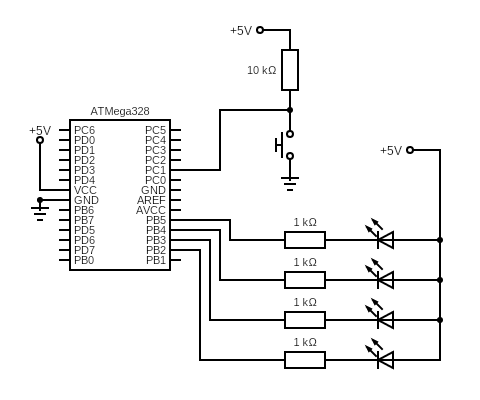 +5V
10 kΩ
ATMega328
+5V
PC6 PC5
PD0 PC4
PD1 PC3
PD2 PC2
PD3 PC1
PD4 PC0
VCC GND
GND AREF
PB6 AVCC
PB7 PB5
PD5 PB4
PD6 PB3
PD7 PB2
PB0 PB1
+5V
1 kΩ
1 kΩ
1 kΩ
1 kΩ